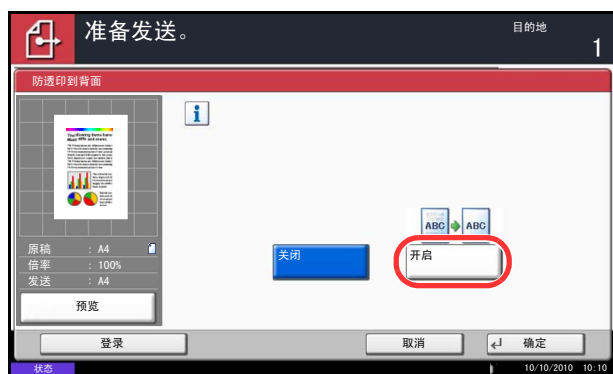 准备发送。
目的地
1
防透印到背面
i
ABC ABC
关闭
开启
原稿 : A4
倍率 : 100%
发送 : A4
预览
登录
取消
确定
状态
10/10/2010 10:10